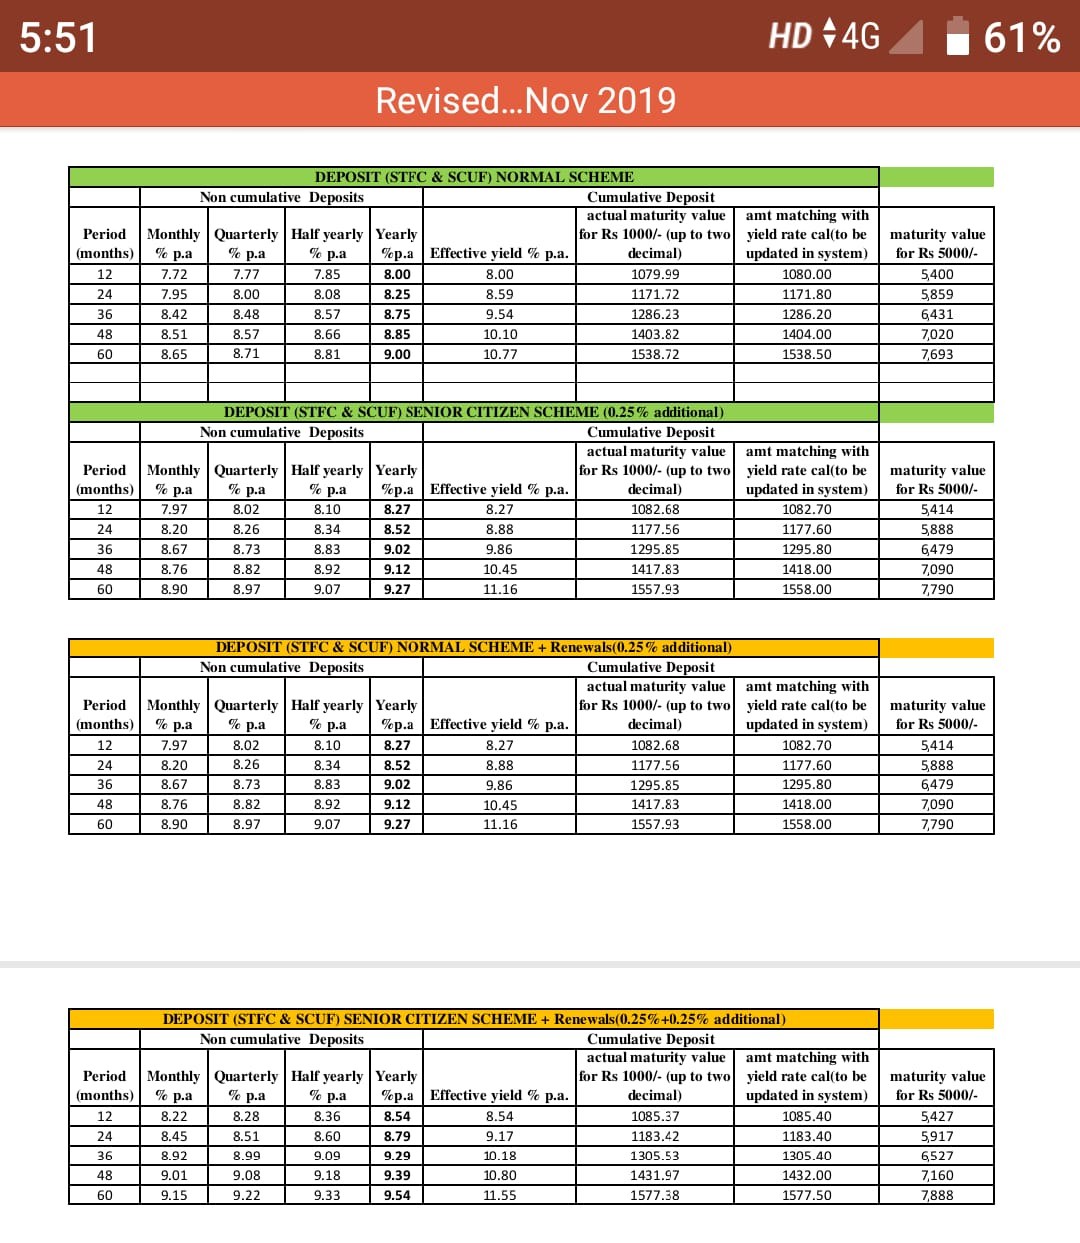 5:51 HD 4G 61%
Revised...Nov 2019
DEPOSIT (STFC & SCUF) NORMAL SCHEME
Non cumulative Deposits Cumulative Deposit
actual maturity value amt matching with
Period Monthly Quarterly Half yearly Yearly for Rs 1000/- (up to two yield rate cal(to be maturity value
(months) % p.a % p.a % p.a %p.a Effective yield % p.a. decimal) updated in system) for Rs 5000/-
12 7.72 7.77 7.85 8.00 8.00 1079.99 1080.00 5,400
24 7.95 8.00 8.08 8.25 8.59 1171.72 1171.80 5,859
36 8.42 8.48 8.57 8.75 9.54 1286.23 1286.20 6,431
48 8.51 8.57 8.66 8.85 10.10 1403.82 1404.00 7,020
60 8.65 8.71 8.81 9.00 10.77 1538.72 1538.50 7,693
DEPOSIT (STFC & SCUF) SENIOR CITIZEN SCHEME (0.25% additional)
Non cumulative Deposits Cumulative Deposit
actual maturity value amt matching with
Period Monthly Quarterly Half yearly Yearly for Rs 1000/- (up to two yield rate cal(to be maturity value
(months) % p.a % p.a % p.a %p.a Effective yield % p.a. decimal) updated in system) for Rs 5000/-
12 7.97 8.02 8.10 8.27 8.27 1082.68 1082.70 5,414
24 8.20 8.26 8.34 8.52 8.88 1177.56 1177.60 5,888
36 8.67 8.73 8.83 9.02 9.86 1295.85 1295.80 6,479
48 8.76 8.82 8.92 9.12 10.45 1417.83 1418.00 7,090
60 8.90 8.97 9.07 9.27 11.16 1557.93 1558.00 7,790
DEPOSIT (STFC & SCUF) NORMAL SCHEME + Renewals(0.25% additional)
Non cumulative Deposits Cumulative Deposit
actual maturity value amt matching with
Period Monthly Quarterly Half yearly Yearly for Rs 1000/- (up to two yield rate cal(to be maturity value
(months) % p.a % p.a % p.a %p.a Effective yield % p.a. decimal) updated in system) for Rs 5000/-
12 7.97 8.02 8.10 8.27 8.27 1082.68 1082.70 5,414
24 8.20 8.26 8.34 8.52 8.88 1177.56 1177.60 5,888
36 8.67 8.73 8.83 9.02 9.86 1295.85 1295.80 6,479
48 8.76 8.82 8.92 9.12 10.45 1417.83 1418.00 7,090
60 8.90 8.97 9.07 9.27 11.16 1557.93 1558.00 7,790
DEPOSIT (STFC & SCUF) SENIOR CITIZEN SCHEME + Renewals(0.25%+0.25% additional)
Non cumulative Deposits Cumulative Deposit
actual maturity value amt matching with
Period Monthly Quarterly Half yearly Yearly for Rs 1000/- (up to two yield rate cal(to be maturity value
(months) % p.a % p.a % p.a %p.a Effective yield % p.a. decimal) updated in system) for Rs 5000/-
12 8.22 8.28 8.36 8.54 8.54 1085.37 1085.40 5,427
24 8.45 8.51 8.60 8.79 9.17 1183.42 1183.40 5,917
36 8.92 8.99 9.09 9.29 10.18 1305.53 1305.40 6,527
48 9.01 9.08 9.18 9.39 10.80 1431.97 1432.00 7,160
60 9.15 9.22 9.33 9.54 11.55 1577.38 1577.50 7,888